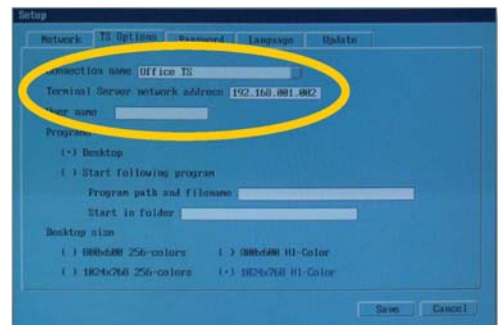 Setup
Network TS Options Password Language Update
Connection name Office TS
Terminal Server network address 192.168.001.002
User name
Program
(•) Desktop
( ) Start following program
Program path and filename
Start in folder
Desktop size
( ) 800x600 256-colors ( ) 800x600 HI-Color
( ) 1024x768 256-colors (•) 1024x768 HI-Color
Save Cancel